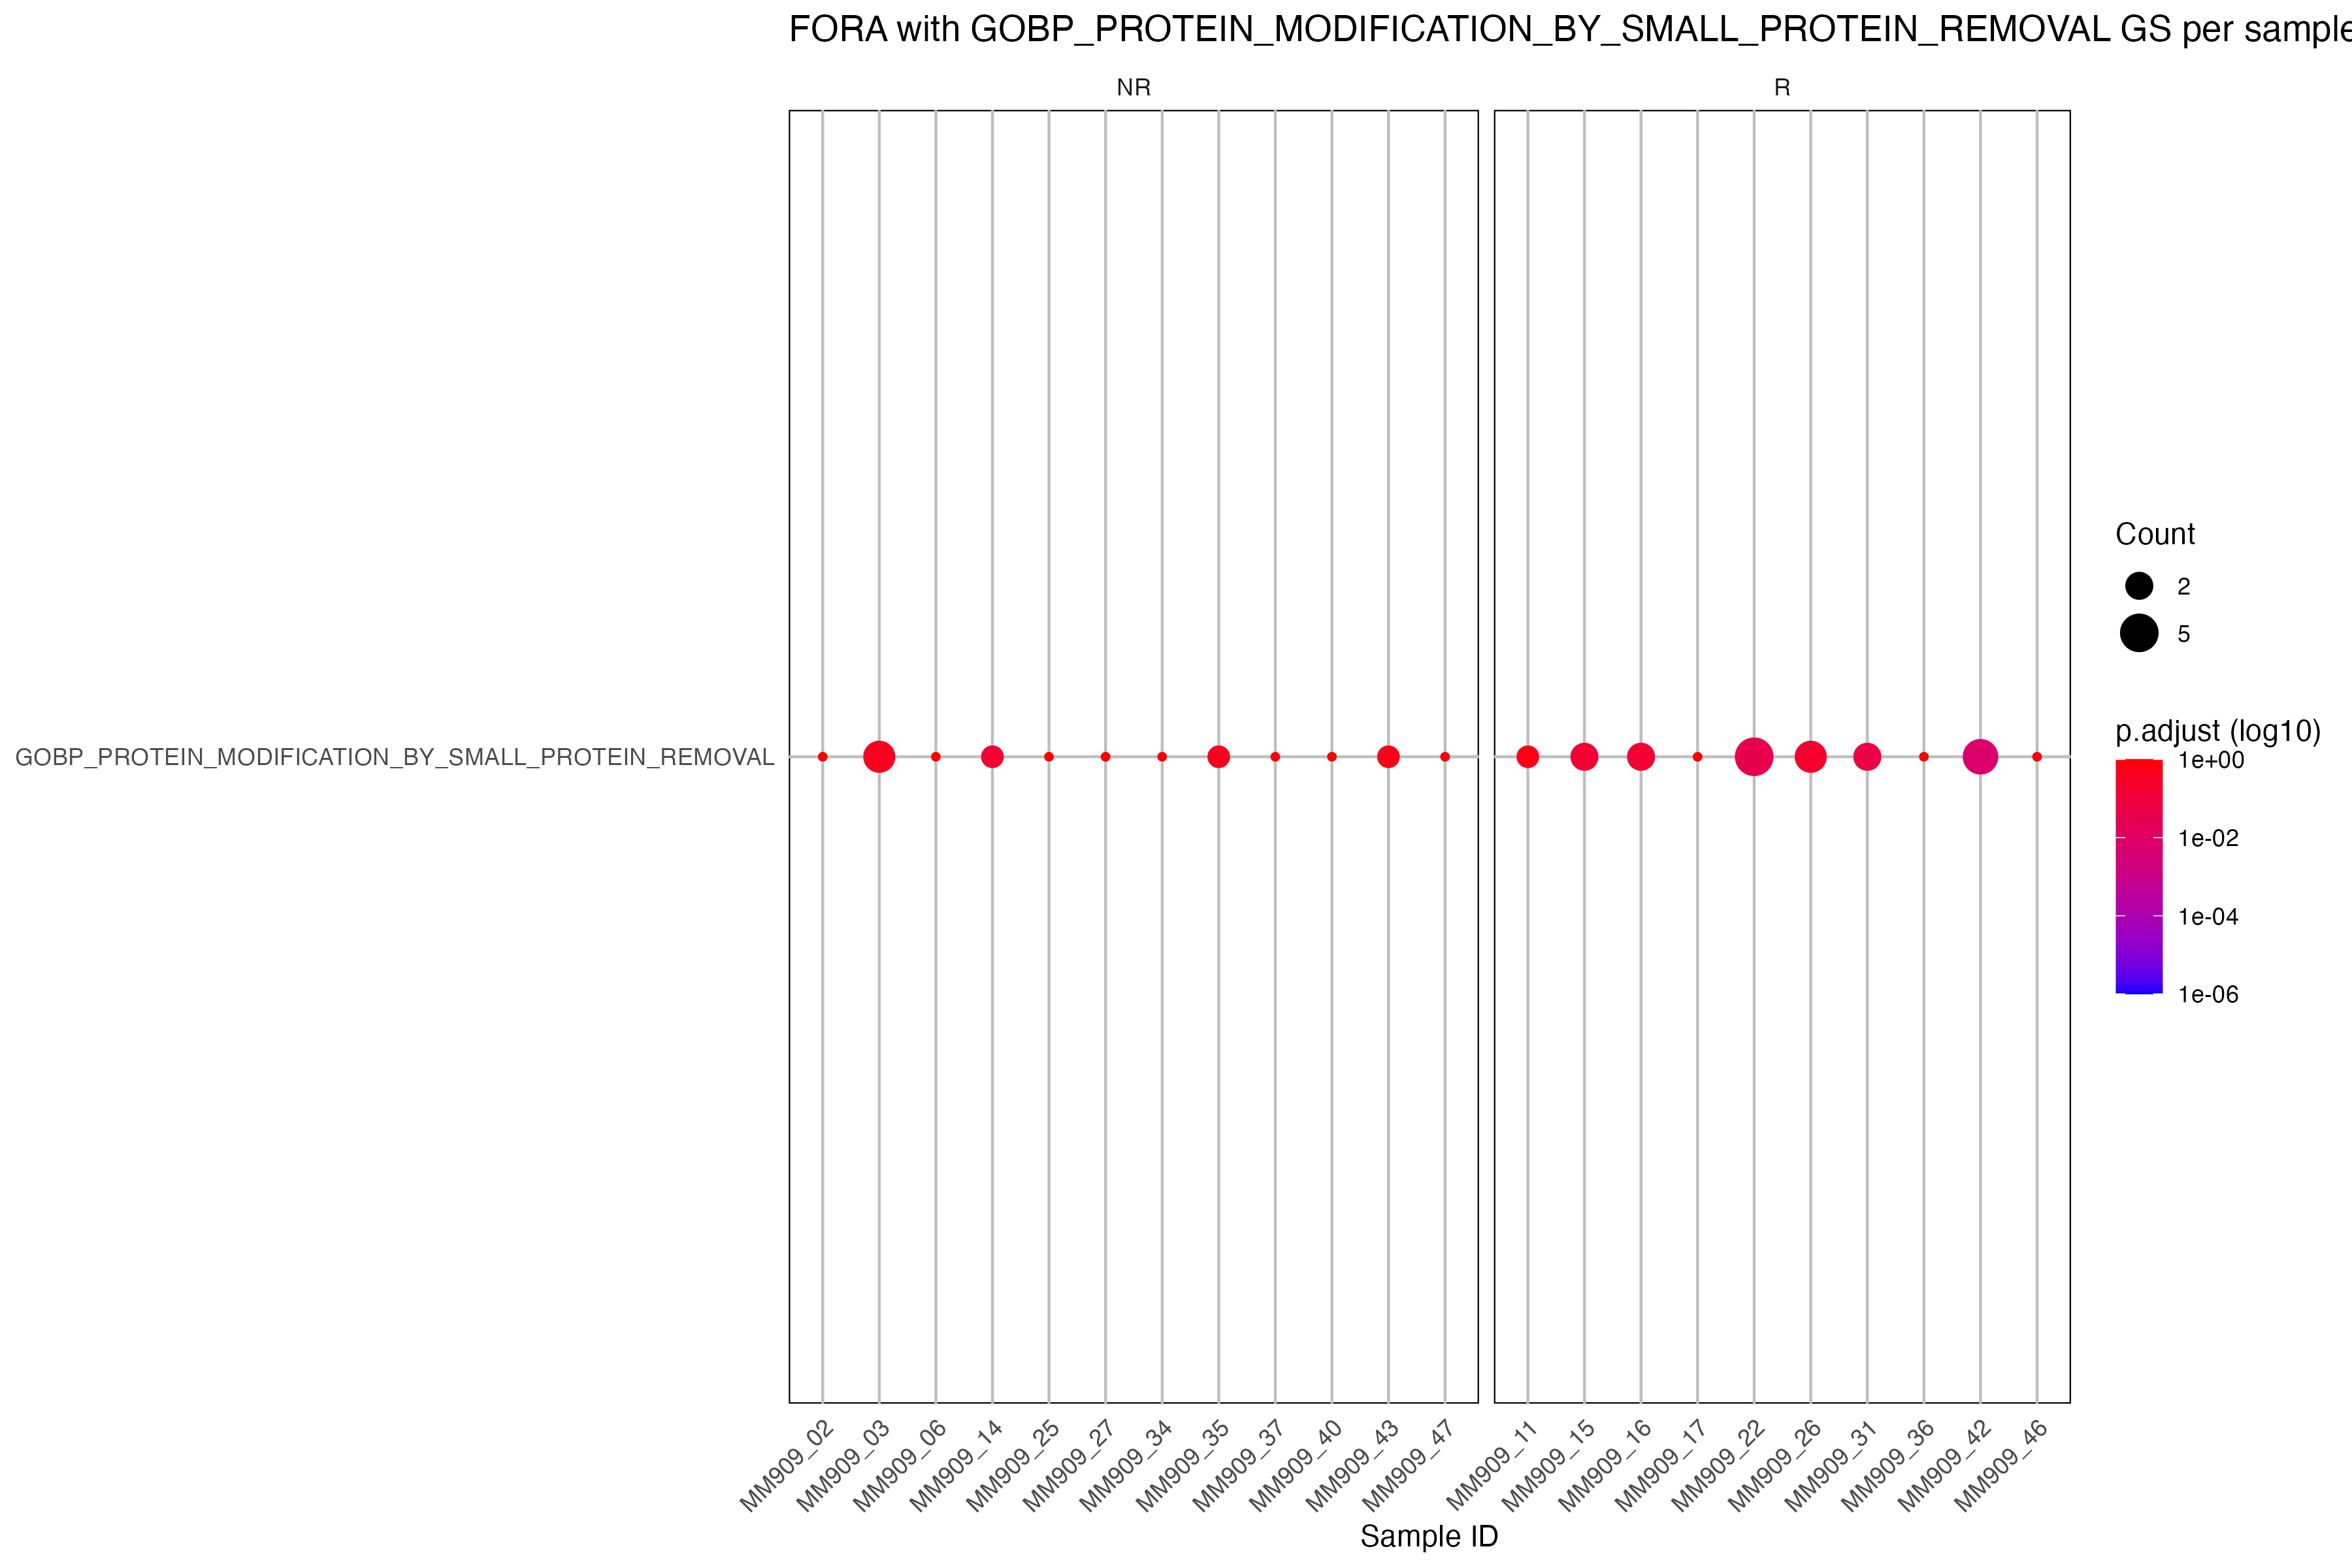 FORA with GOBP_PROTEIN_MODIFICATION_BY_SMALL_PROTEIN_REMOVAL GS per sample
NR
R
GOBP_PROTEIN_MODIFICATION_BY_SMALL_PROTEIN_REMOVAL
Count
2
5
p.adjust (log10)
1e+00
1e-02
1e-04
1e-06
MM909_02
MM909_03
MM909_06
MM909_14
MM909_25
MM909_27
MM909_34
MM909_35
MM909_37
MM909_40
MM909_43
MM909_47
MM909_11
MM909_15
MM909_16
MM909_17
MM909_22
MM909_26
MM909_31
MM909_36
MM909_42
MM909_46
Sample ID